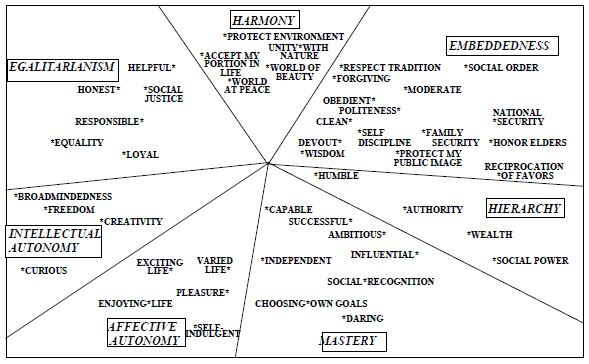 HARMONY
*PROTECT ENVIRONMENT
UNITY*WITH
NATURE
*ACCEPT MY
PORTION IN
LIFE
*WORLD OF
BEAUTY
*WORLD
AT PEACE
EMBEDDEDNESS
*RESPECT TRADITION
*SOCIAL ORDER
*FORGIVING
*MODERATE
OBEDIENT*
POLITENESS*
CLEAN*
NATIONAL
*SECURITY
*SELF
DISCIPLINE
*FAMILY
SECURITY
*HONOR ELDERS
DEVOUT*
*WISDOM
*PROTECT MY
PUBLIC IMAGE
RECIPROCATION
*OF FAVORS
*HUMBLE
EGALITARIANISM
HELPFUL*
HONEST*
*SOCIAL
JUSTICE
RESPONSIBLE*
*EQUALITY
*LOYAL
*BROADMINDEDNESS
*FREEDOM
*CREATIVITY
INTELLECTUAL
AUTONOMY
*CURIOUS
EXCITING
LIFE*
VARIED
LIFE*
PLEASURE*
ENJOYING*LIFE
AFFECTIVE
AUTONOMY
*SELF-
INDULGENT
*CAPABLE
SUCCESSFUL*
AMBITIOUS*
*INDEPENDENT
INFLUENTIAL*
SOCIAL*RECOGNITION
CHOOSING*OWN GOALS
*DARING
MASTERY
*AUTHORITY
HIERARCHY
*WEALTH
*SOCIAL POWER